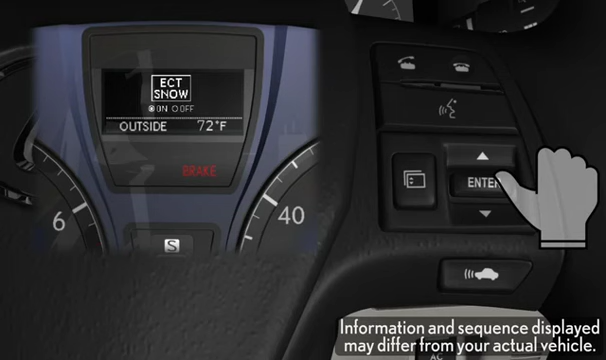 ECT
SNOW
ON OFF
OUTSIDE 72°F
BRAKE
6
40
S
ENTER
Information and sequence displayed
may differ from your actual vehicle.
AC